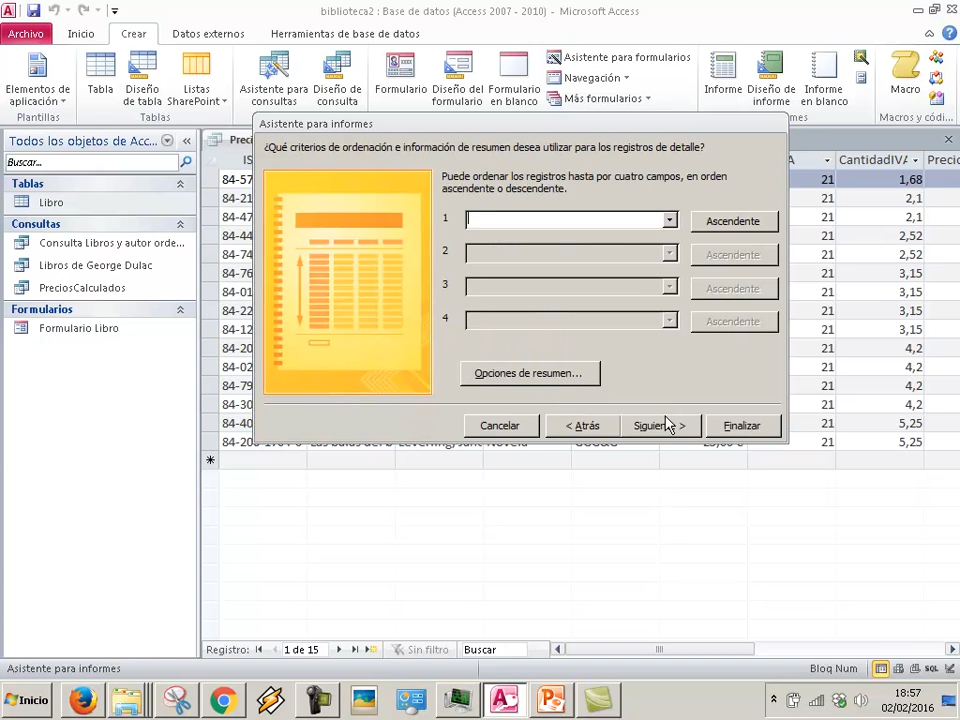 biblioteca2 : Base de datos (Access 2007 - 2010) - Microsoft Access
Archivo Inicio Crear Datos externos Herramientas de base de datos
Elementos de aplicación
Tabla
Diseño de tabla
Listas SharePoint
Asistente para consultas
Diseño de consulta
Formulario
Diseño del formulario
Formulario en blanco
Asistente para formularios
Navegación
Más formularios
Informe
Diseño de informe
Informe en blanco
Macro
Plantillas
Tablas
Macros y códi...
Todos los objetos de Acc...
Buscar...
Tablas
Libro
Consultas
Consulta Libros y autor orde...
Libros de George Dulac
PreciosCalculados
Formularios
Formulario Libro
Asistente para informes
¿Qué criterios de ordenación e información de resumen desea utilizar para los registros de detalle?
Puede ordenar los registros hasta por cuatro campos, en orden
ascendente o descendente.
1 Ascendente
2 Ascendente
3 Ascendente
4 Ascendente
Opciones de resumen...
Cancelar < Atrás Siguiente > Finalizar
CantidadIVA Precio
84-57 21 1,68
84-21 21 2,1
84-47 21 2,1
84-44 21 2,52
84-74 21 2,52
84-76 21 3,15
84-01 21 3,15
84-22 21 3,15
84-12 21 3,15
84-20 21 4,2
84-02 21 4,2
84-79 21 4,2
84-30 21 4,2
84-40 21 5,25
21 5,25
Registro: 1 de 15 Sin filtro Buscar
Asistente para informes
Bloq Num
SQL
Inicio
18:57
02/02/2016